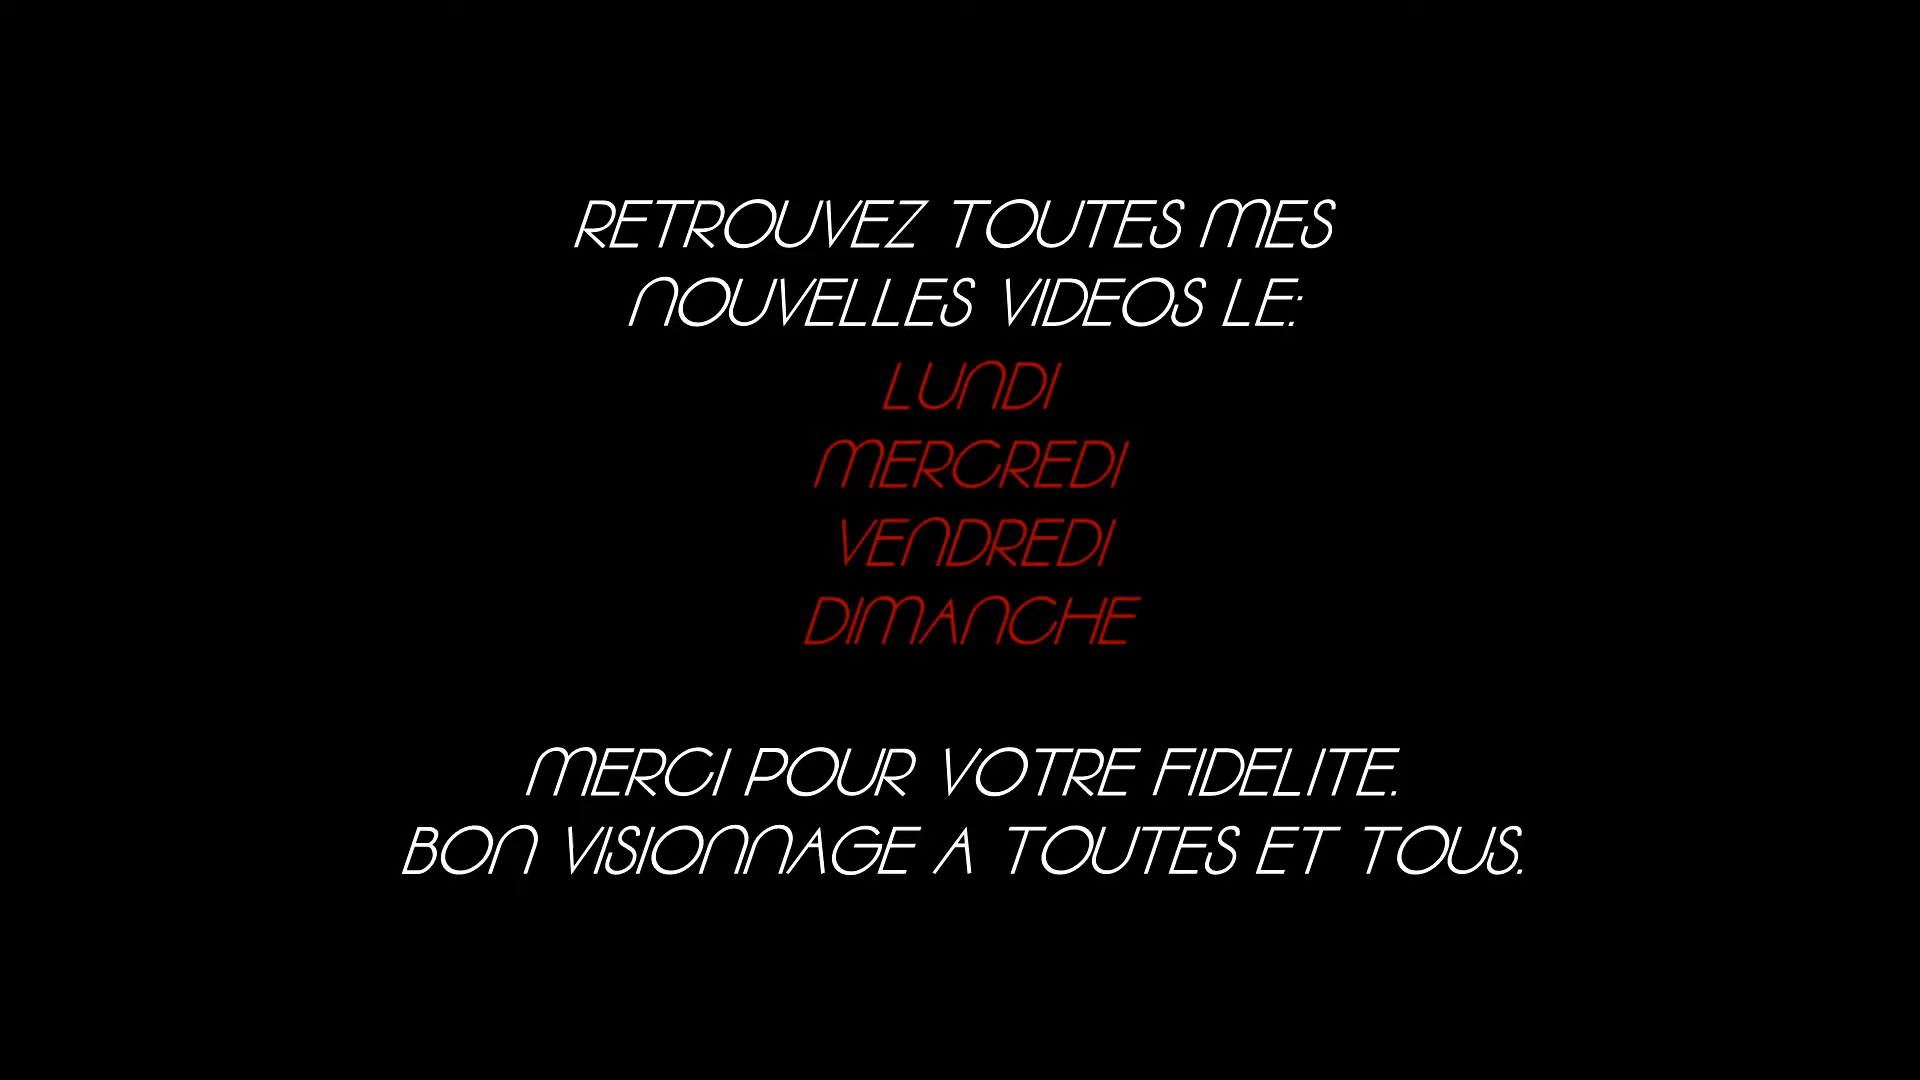 RETROUVEZ TOUTES MES
NOUVELLES VIDEOS LE:
LUNDI
MERCREDI
VENDREDI
DIMANCHE
MERCI POUR VOTRE FIDELITE.
BON VISIONNAGE A TOUTES ET TOUS.